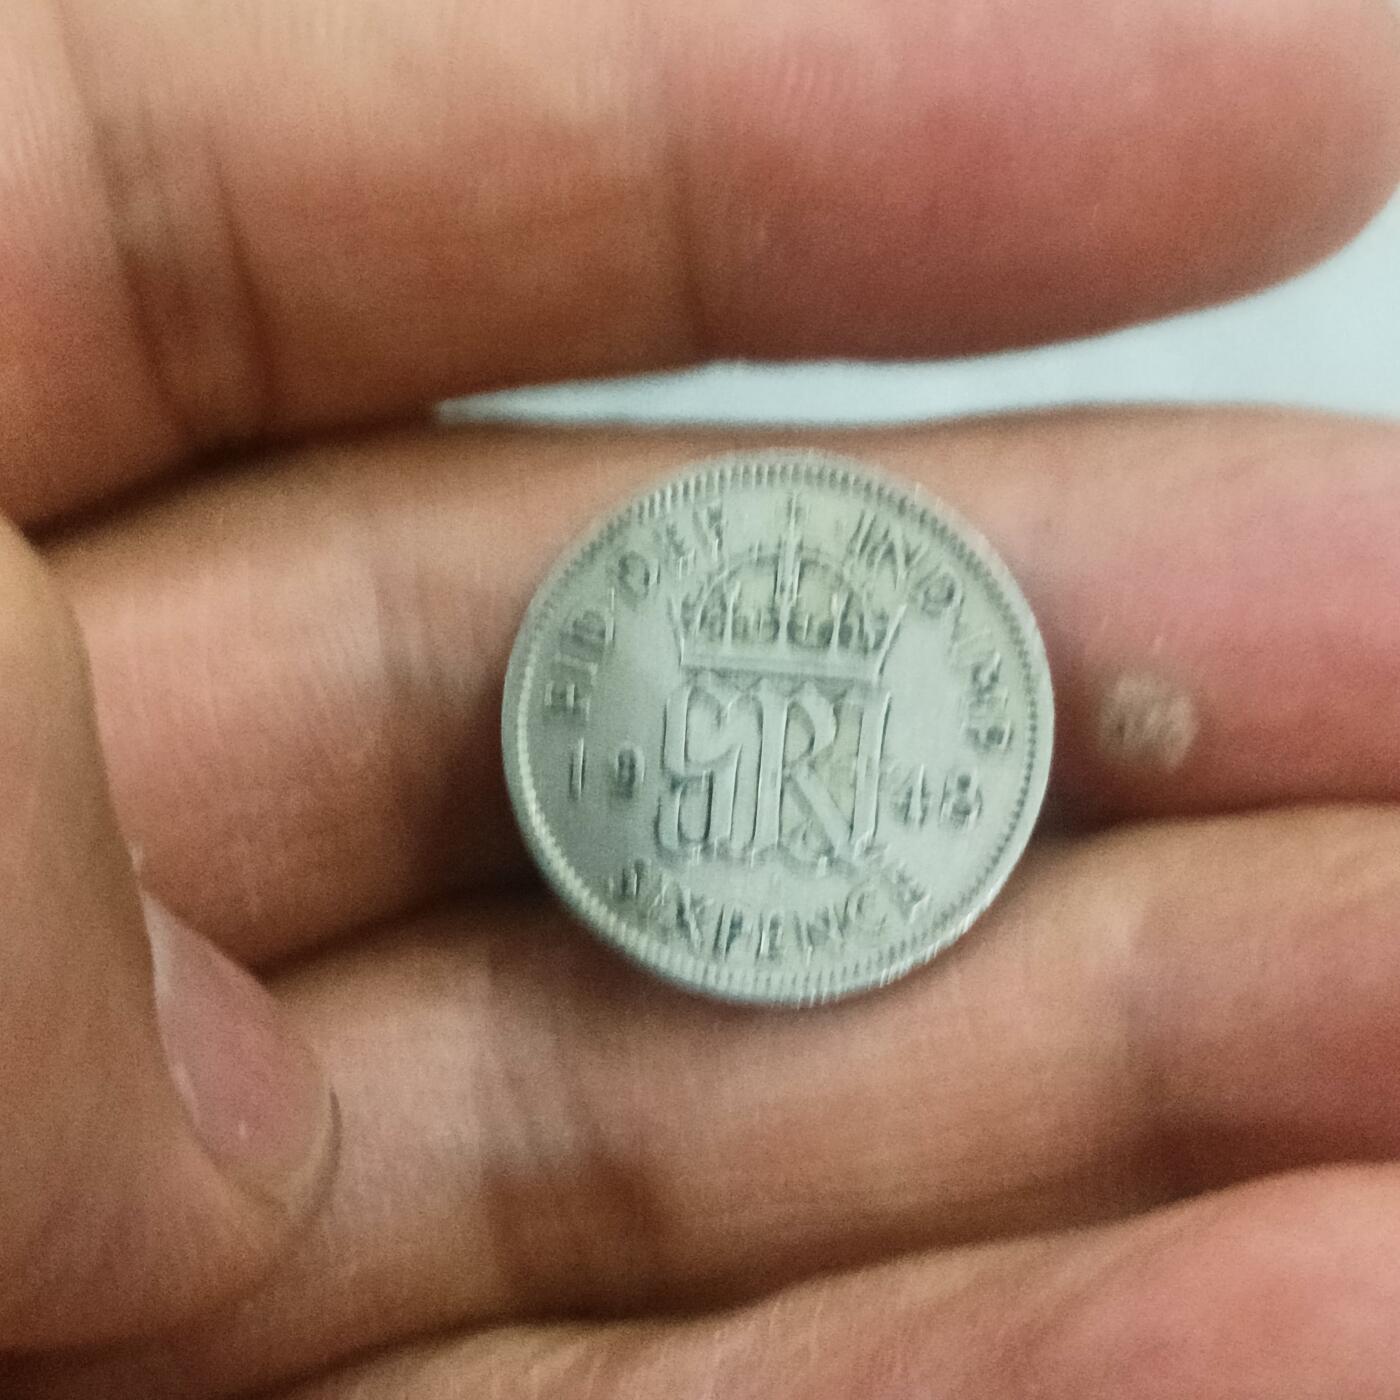 FID : DEF IND : IMP
GRI
19 48
SIXPENCE